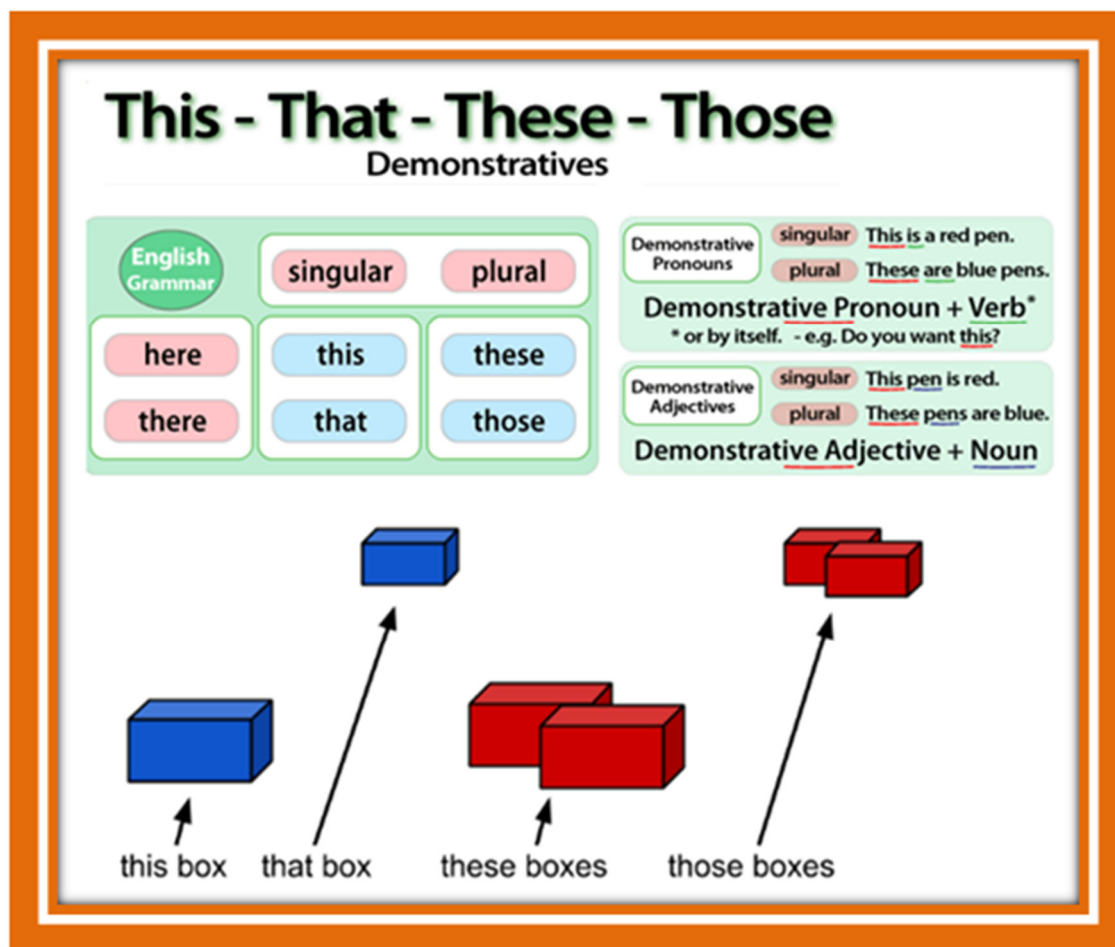 This - That - These - Those
Demonstratives
English
Grammar
singular plural
here this these
there that those
Demonstrative
Pronouns
singular This is a red pen.
plural These are blue pens.
Demonstrative Pronoun + Verb*
* or by itself. - e.g. Do you want this?
Demonstrative
Adjectives
singular This pen is red.
plural These pens are blue.
Demonstrative Adjective + Noun
this box that box these boxes those boxes